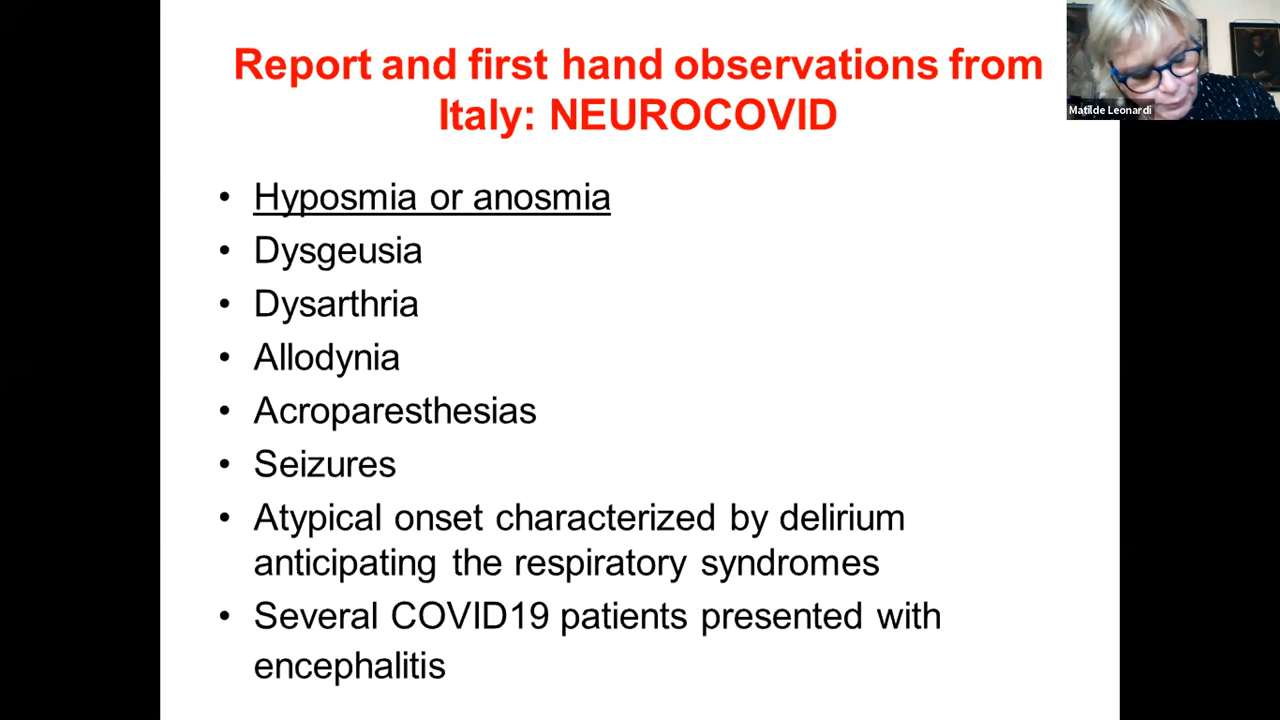 Report and first hand observations from
Italy: NEUROCOVID
Matilde Leonardi
• Hyposmia or anosmia
• Dysgeusia
• Dysarthria
• Allodynia
• Acroparesthesias
• Seizures
• Atypical onset characterized by delirium
anticipating the respiratory syndromes
• Several COVID19 patients presented with
encephalitis